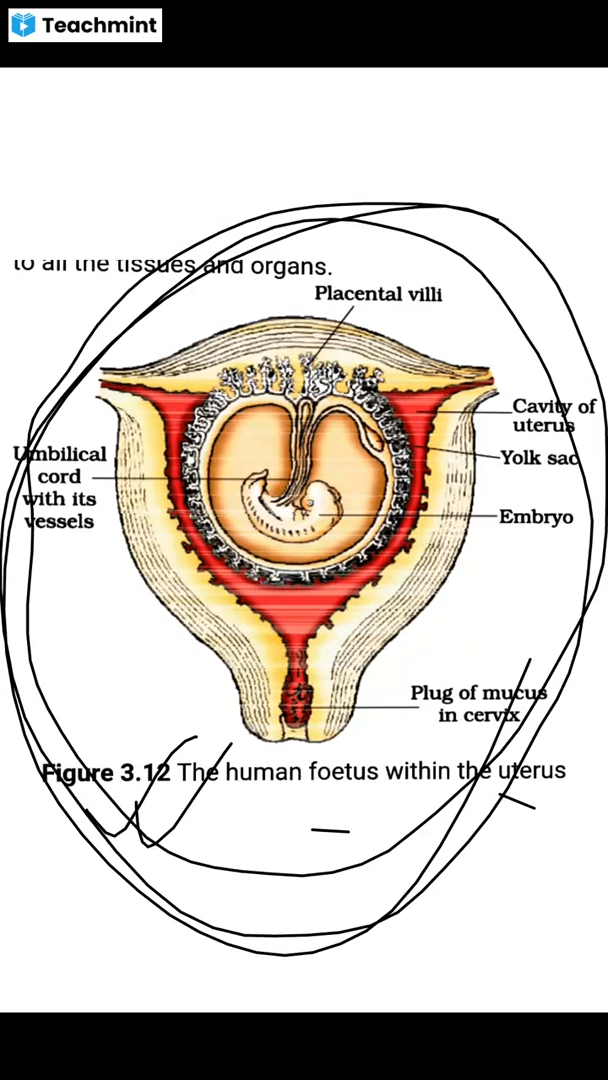 Teachmint
to all the tissues and organs.
Placental villi
Cavity of
uterus
Umbilical
cord
with its
vessels
Yolk sac
Embryo
Plug of mucus
in cervix
Figure 3.12 The human foetus within the uterus